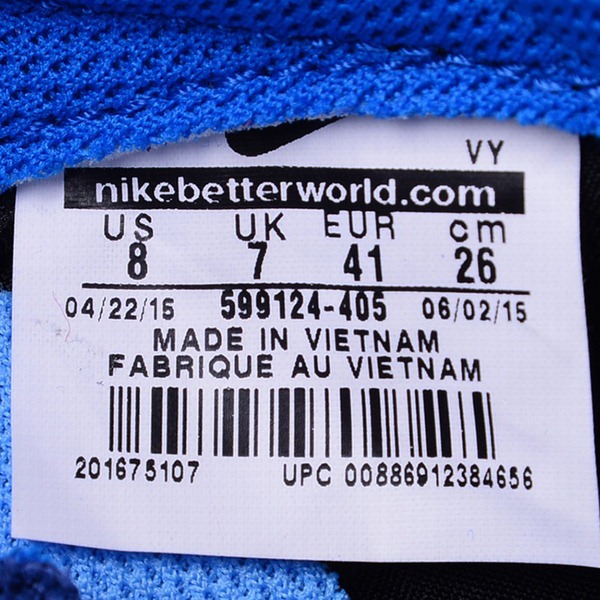 VY
nikebetterworld.com
US UK EUR cm
8 7 41 26
04/22/15 599124-405 06/02/15
MADE IN VIETNAM
FABRIQUE AU VIETNAM
201675107 UPC 00886912384656